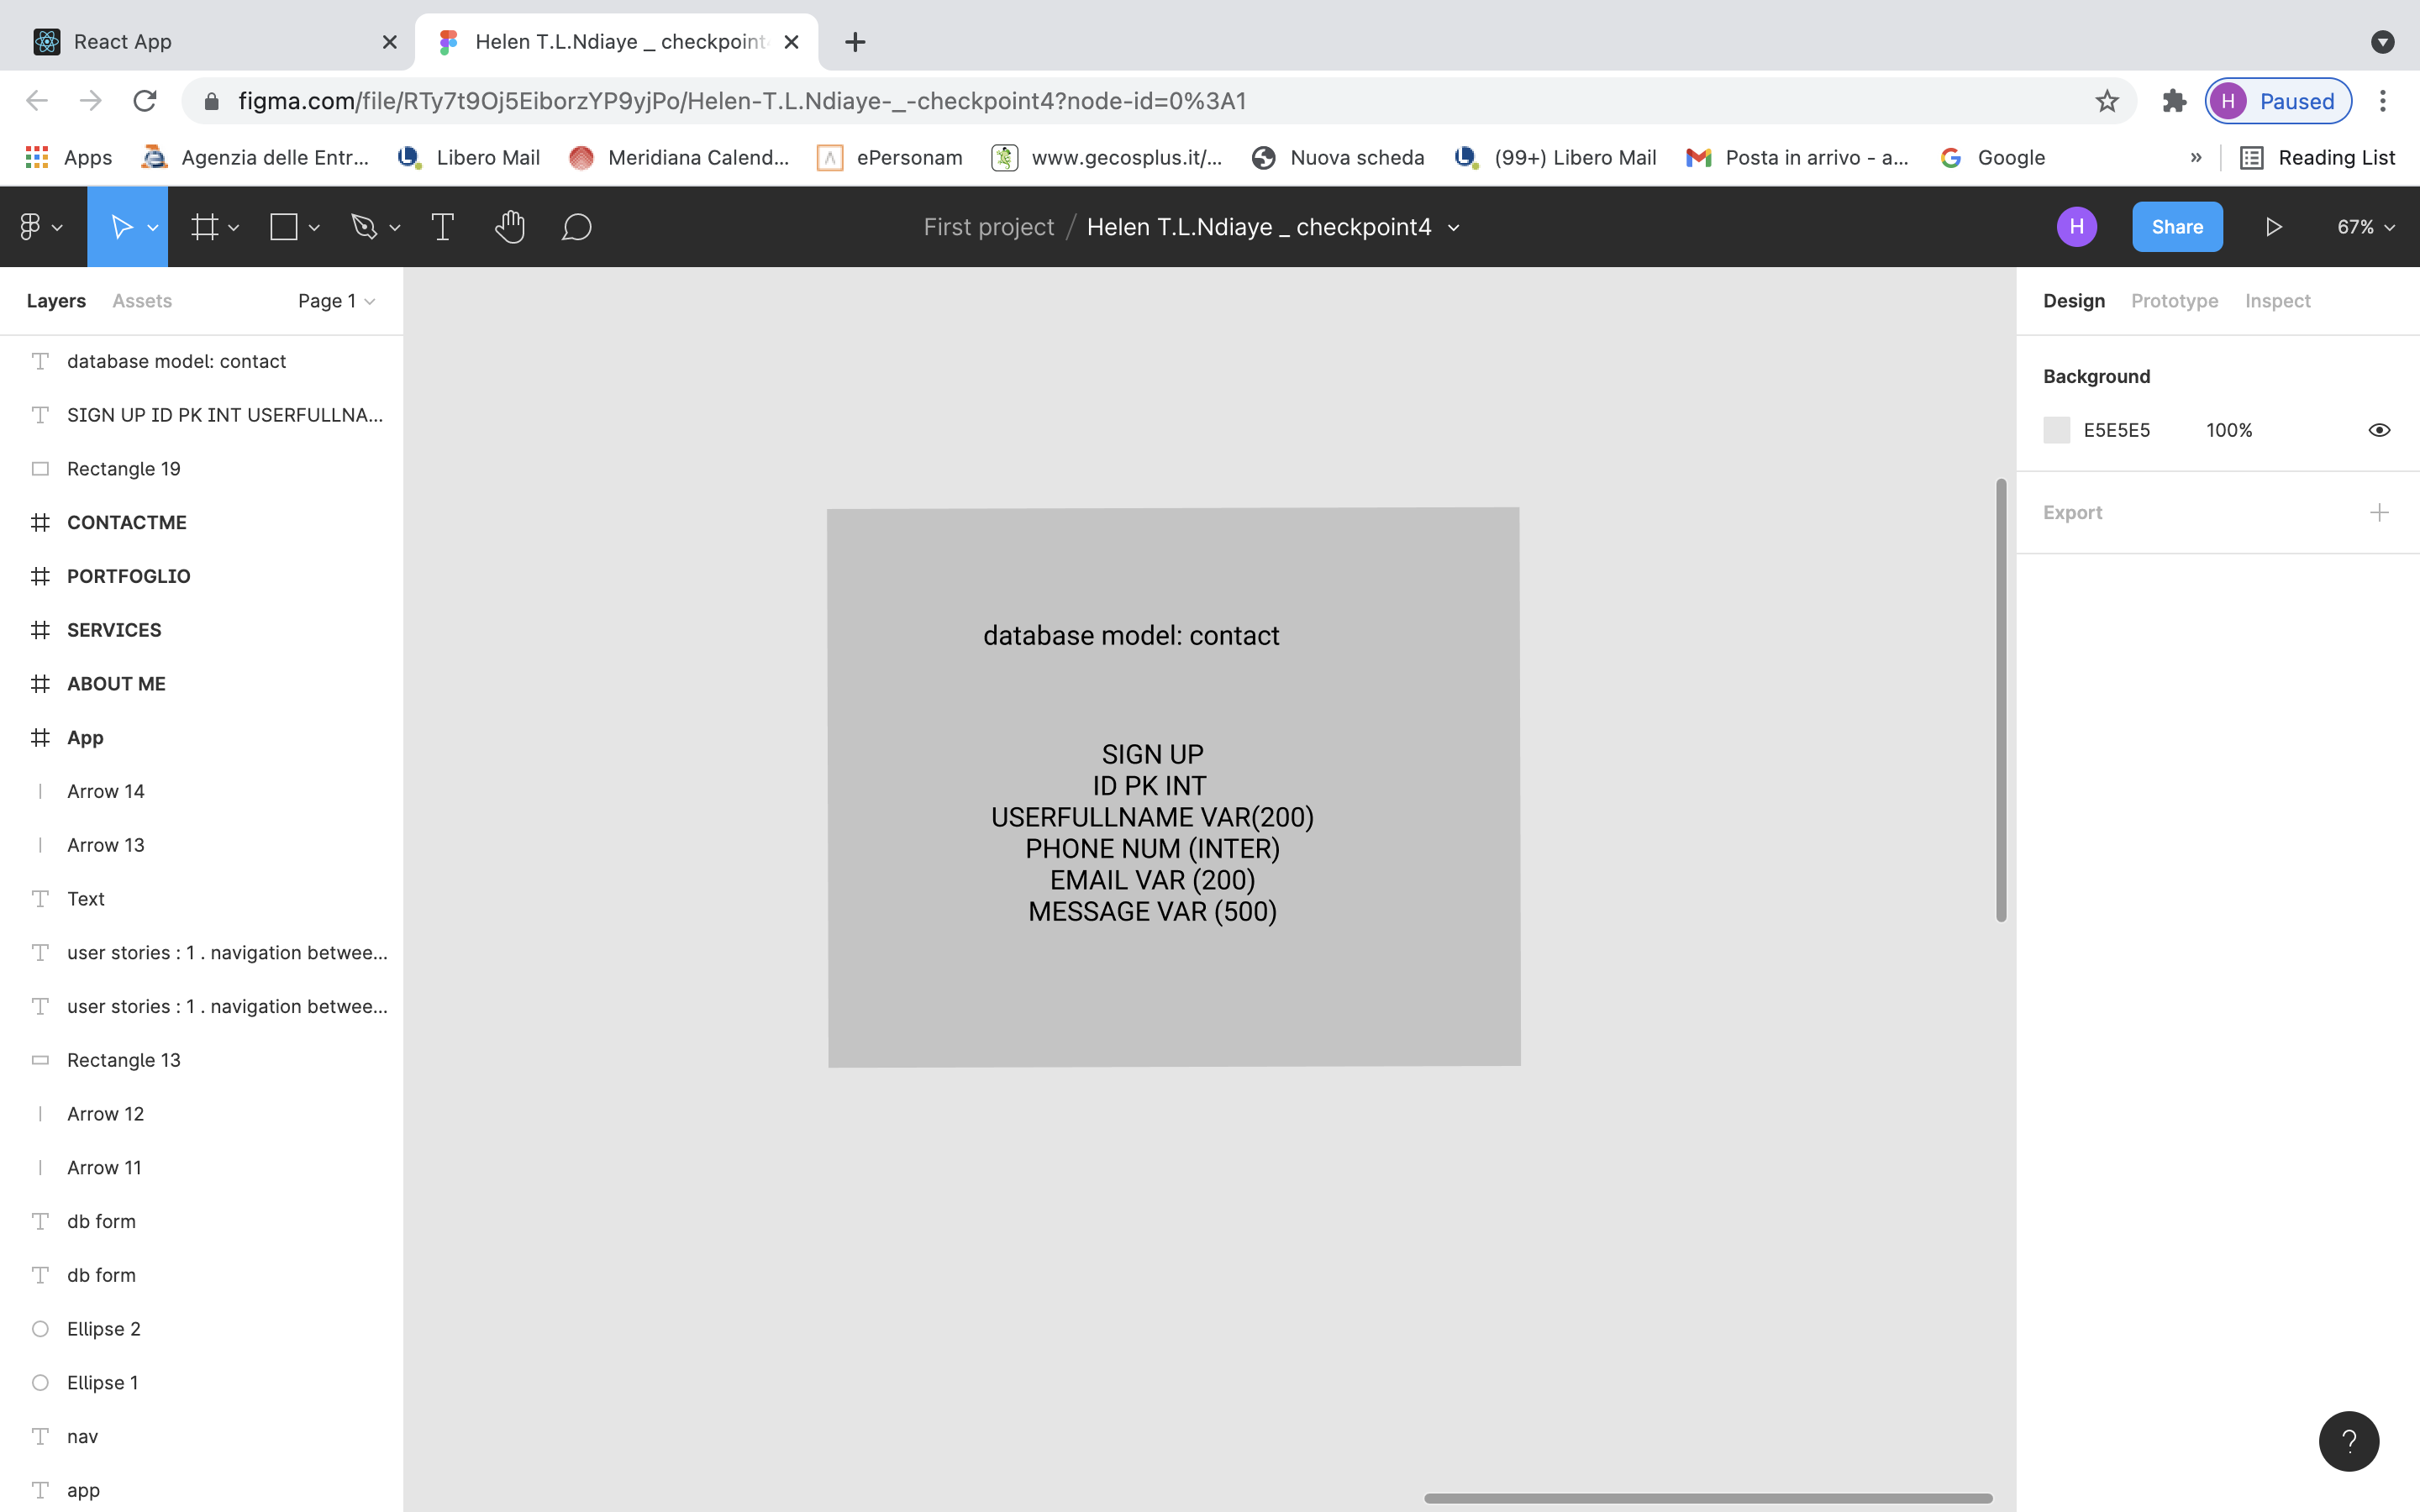 React App
Helen T.L.Ndiaye _ checkpoint
figma.com/file/RTy7t9Oj5EiborzYP9yjPo/Helen-T.L.Ndiaye-_-checkpoint4?node-id=0%3A1
H Paused
Apps
Agenzia delle Entr...
Libero Mail
Meridiana Calend...
ePersonam
www.gecosplus.it/...
Nuova scheda
(99+) Libero Mail
Posta in arrivo - a...
Google
»
Reading List
First project / Helen T.L.Ndiaye _ checkpoint4
H
Share
67%
Layers
Assets
Page 1
database model: contact
SIGN UP ID PK INT USERFULLNA...
Rectangle 19
CONTACTME
PORTFOGLIO
SERVICES
ABOUT ME
App
Arrow 14
Arrow 13
Text
user stories : 1 . navigation betwee...
user stories : 1 . navigation betwee...
Rectangle 13
Arrow 12
Arrow 11
db form
db form
Ellipse 2
Ellipse 1
nav
app
database model: contact
SIGN UP
ID PK INT
USERFULLNAME VAR(200)
PHONE NUM (INTER)
EMAIL VAR (200)
MESSAGE VAR (500)
Design
Prototype
Inspect
Background
E5E5E5
100%
Export
?